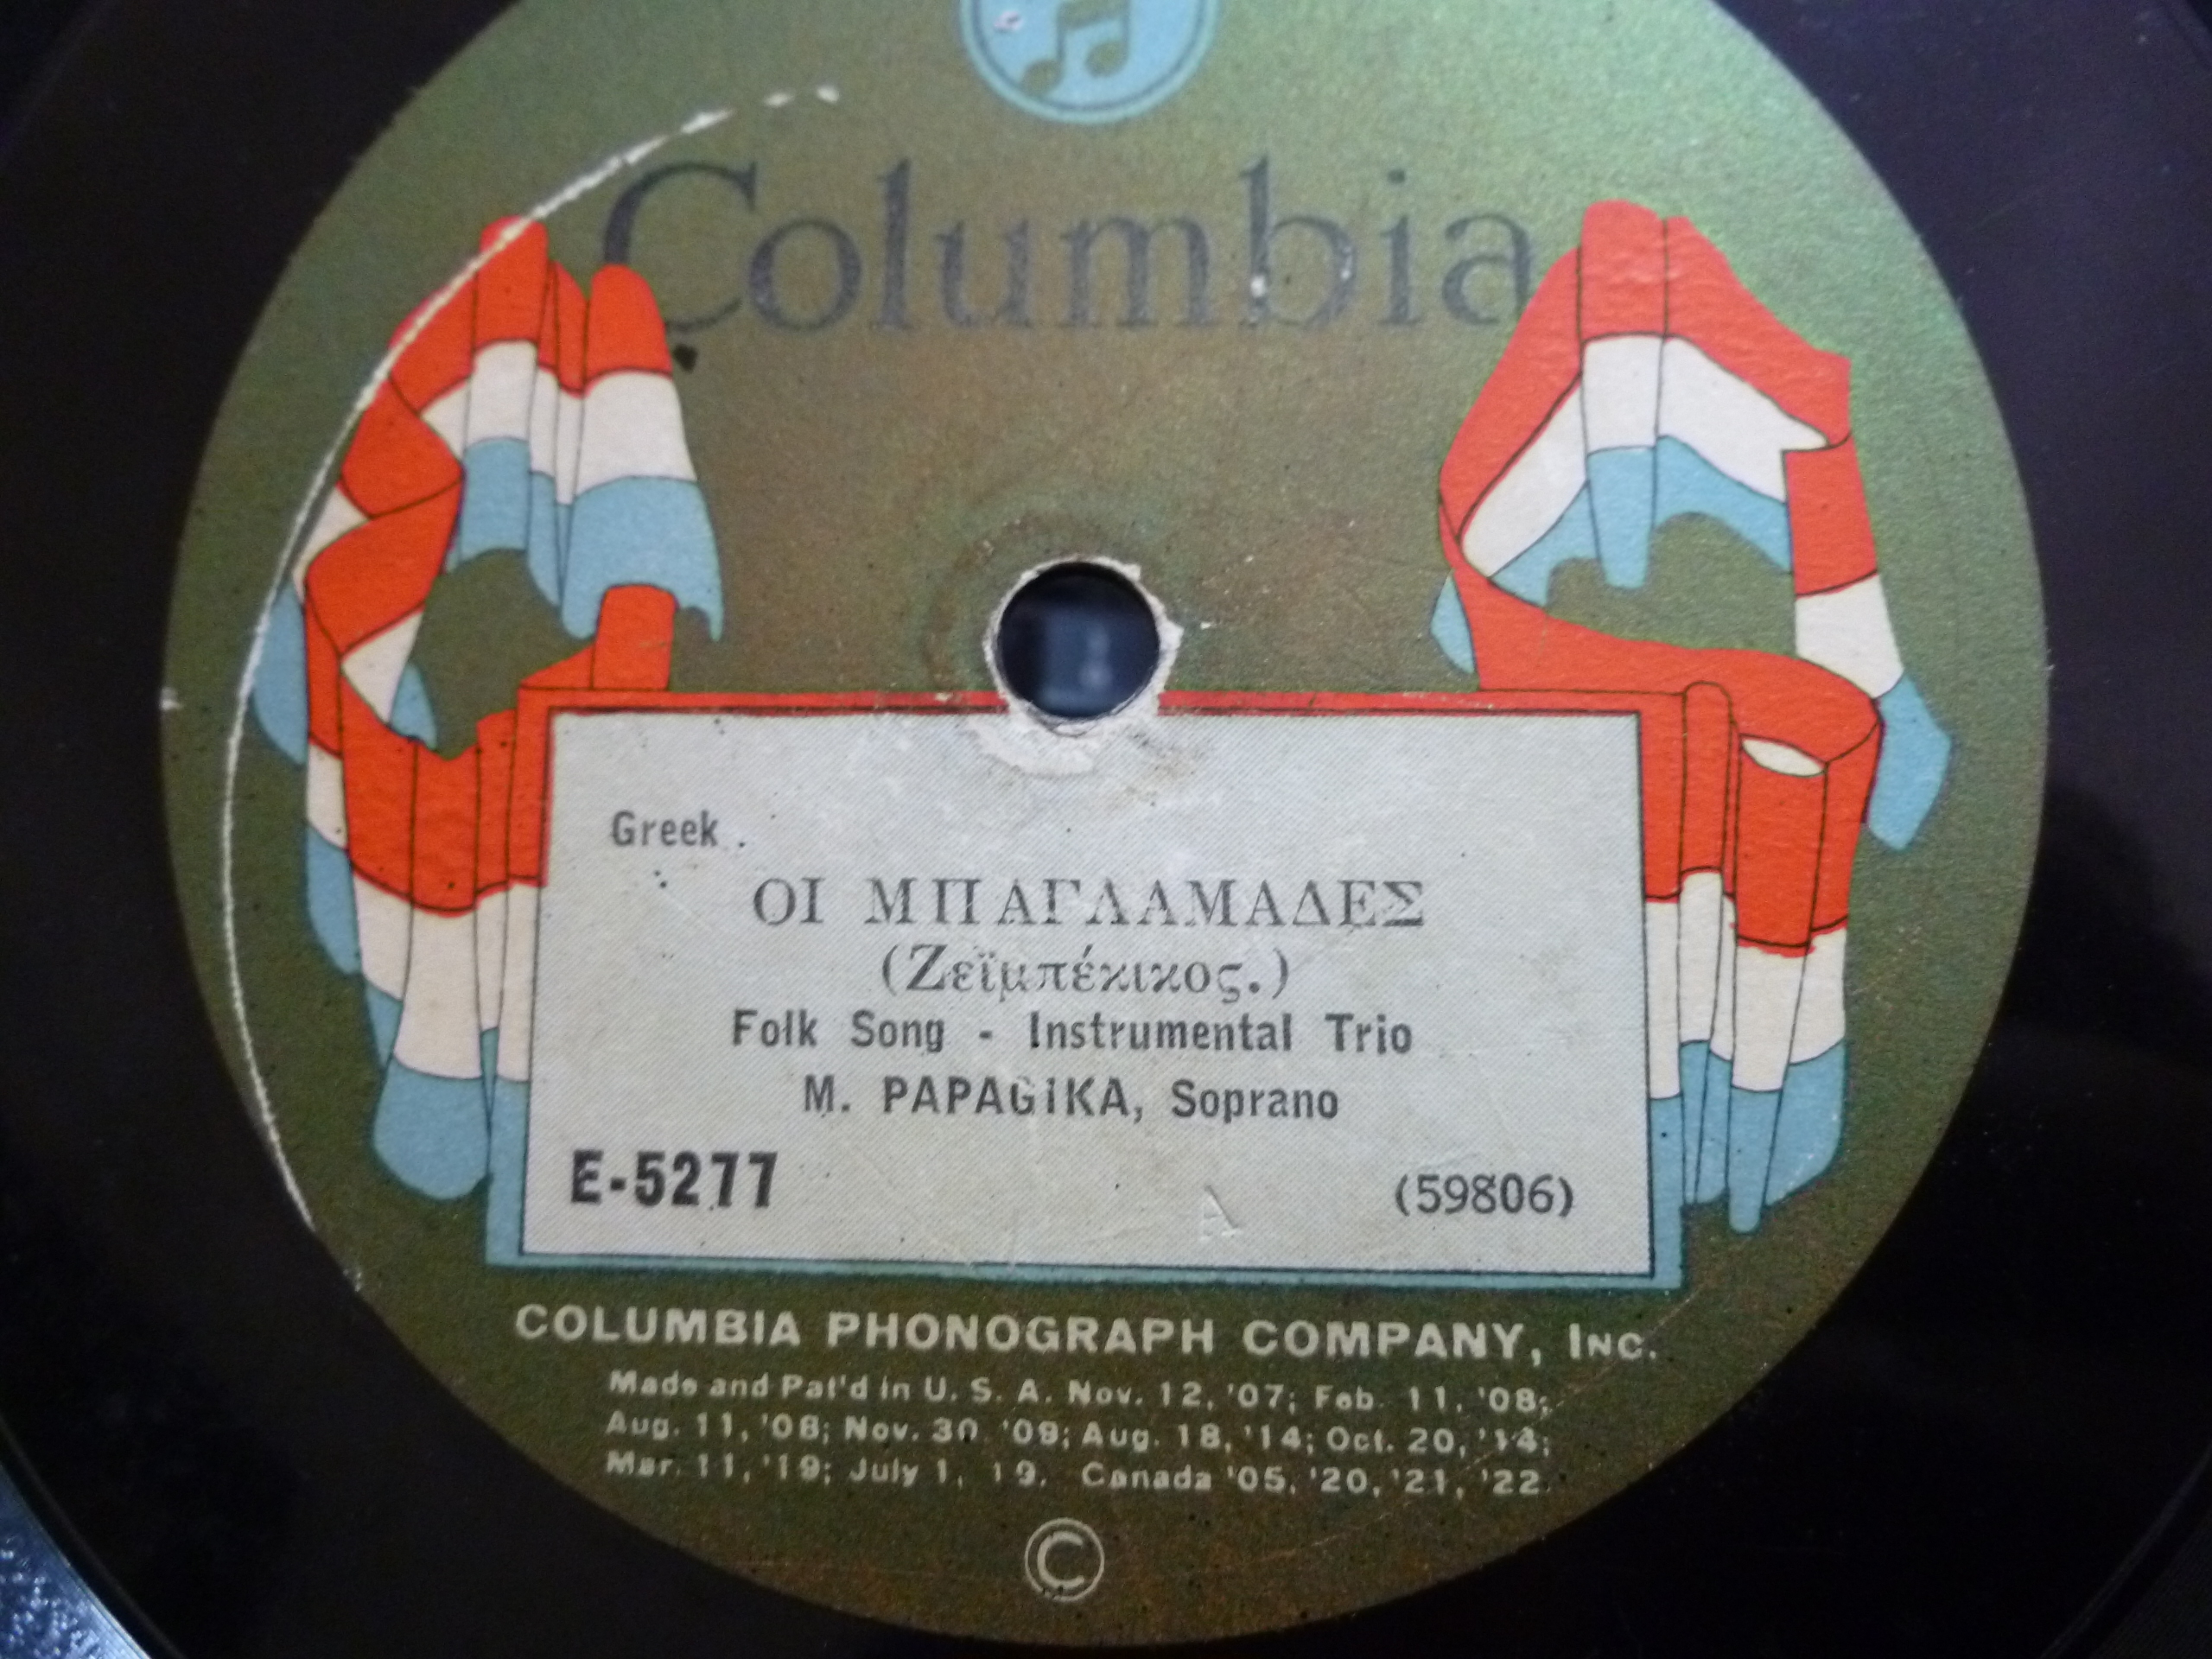 Columbia
Greek
ΟΙ ΜΠΑΓΛΑΜΑΔΕΣ
(Ζεϊμπέκικος.)
Folk Song - Instrumental Trio
M. PAPAGIKA, Soprano
E-5277 (59806)
COLUMBIA PHONOGRAPH COMPANY, INC.
Made and Pat'd in U. S. A. Nov. 12, '07; Feb. 11, '08;
Aug. 11, '08; Nov. 30, '09; Aug. 18, '14; Oct. 20, '14;
Mar. 11, '19; July 1, 19. Canada '05, '20, '21, '22.
©